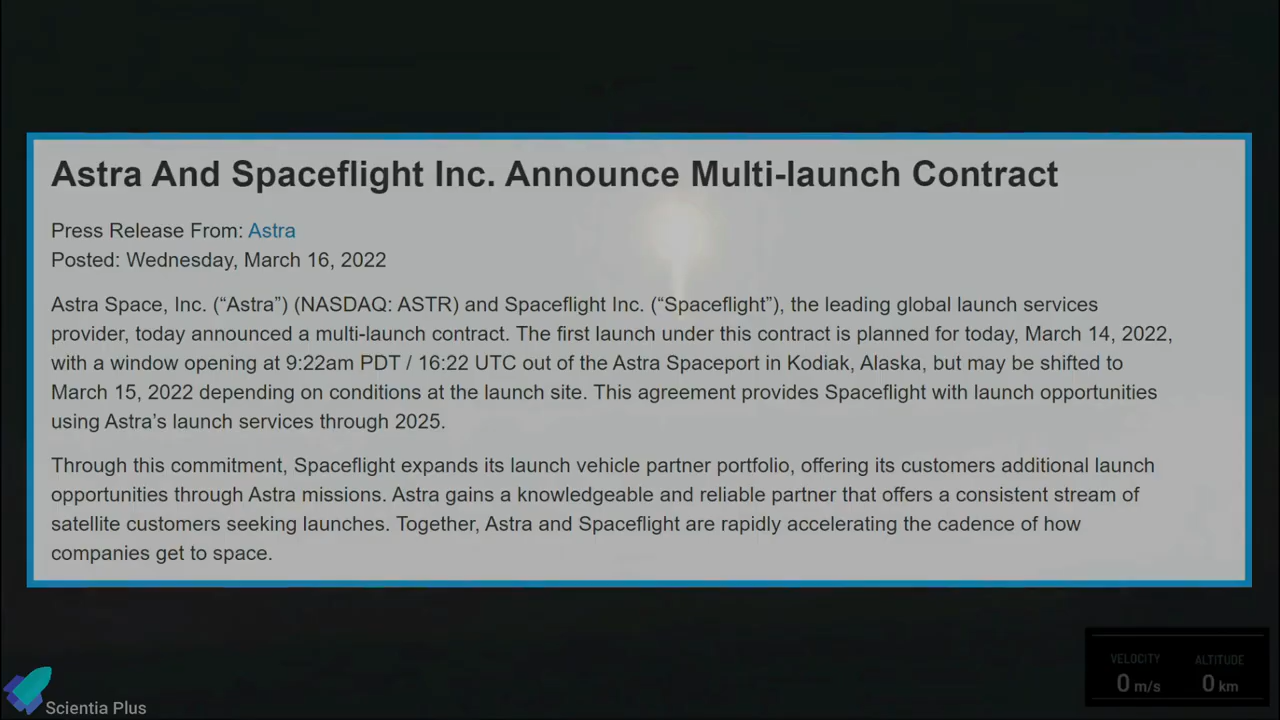 Astra And Spaceflight Inc. Announce Multi-launch Contract
Press Release From: Astra
Posted: Wednesday, March 16, 2022
Astra Space, Inc. (“Astra”) (NASDAQ: ASTR) and Spaceflight Inc. (“Spaceflight”), the leading global launch services
provider, today announced a multi-launch contract. The first launch under this contract is planned for today, March 14, 2022,
with a window opening at 9:22am PDT / 16:22 UTC out of the Astra Spaceport in Kodiak, Alaska, but may be shifted to
March 15, 2022 depending on conditions at the launch site. This agreement provides Spaceflight with launch opportunities
using Astra’s launch services through 2025.
Through this commitment, Spaceflight expands its launch vehicle partner portfolio, offering its customers additional launch
opportunities through Astra missions. Astra gains a knowledgeable and reliable partner that offers a consistent stream of
satellite customers seeking launches. Together, Astra and Spaceflight are rapidly accelerating the cadence of how
companies get to space.
VELOCITY ALTITUDE
0 m/s 0 km
Scientia Plus